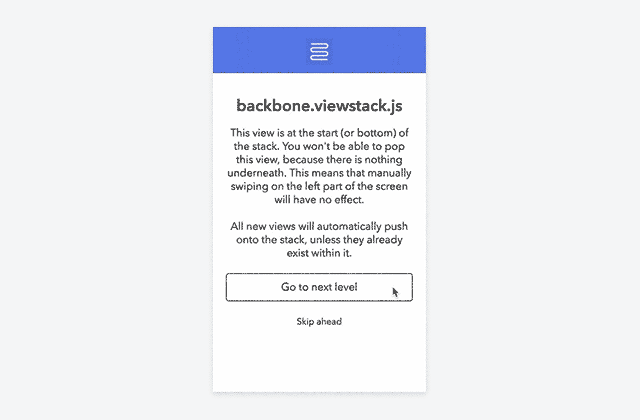 backbone.viewstack.js
This view is at the start (or bottom) of
the stack. You won't be able to pop
this view, because there is nothing
underneath. This means that manually
swiping on the left part of the screen
will have no effect.
All new views will automatically push
onto the stack, unless they already
exist within it.
Go to next level
Skip ahead